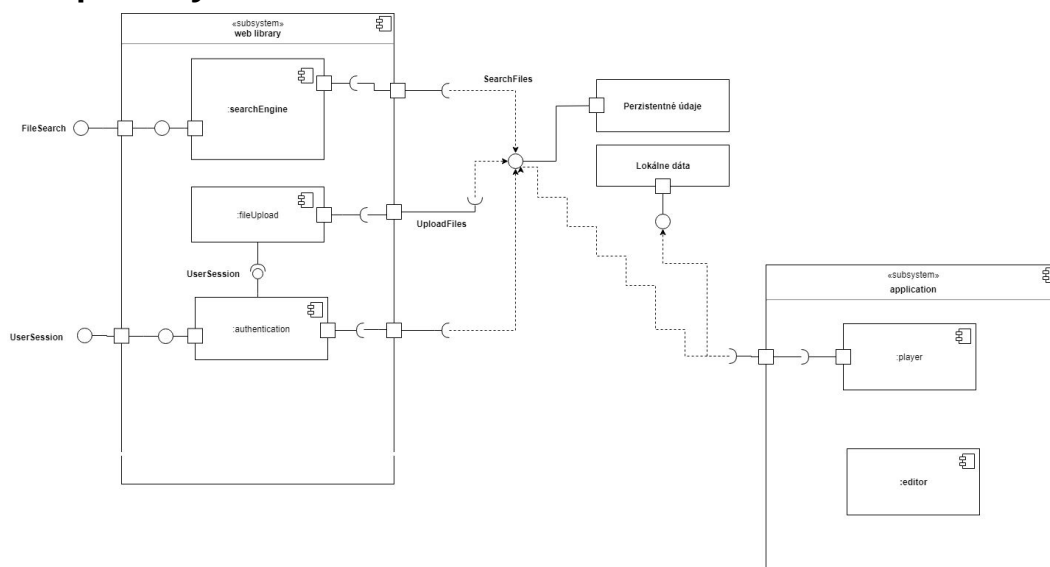 «subsystem»
web library
:searchEngine
FileSearch
SearchFiles
Perzistentné údaje
Lokálne dáta
:fileUpload
UploadFiles
UserSession
:authentication
UserSession
«subsystem»
application
:player
:editor